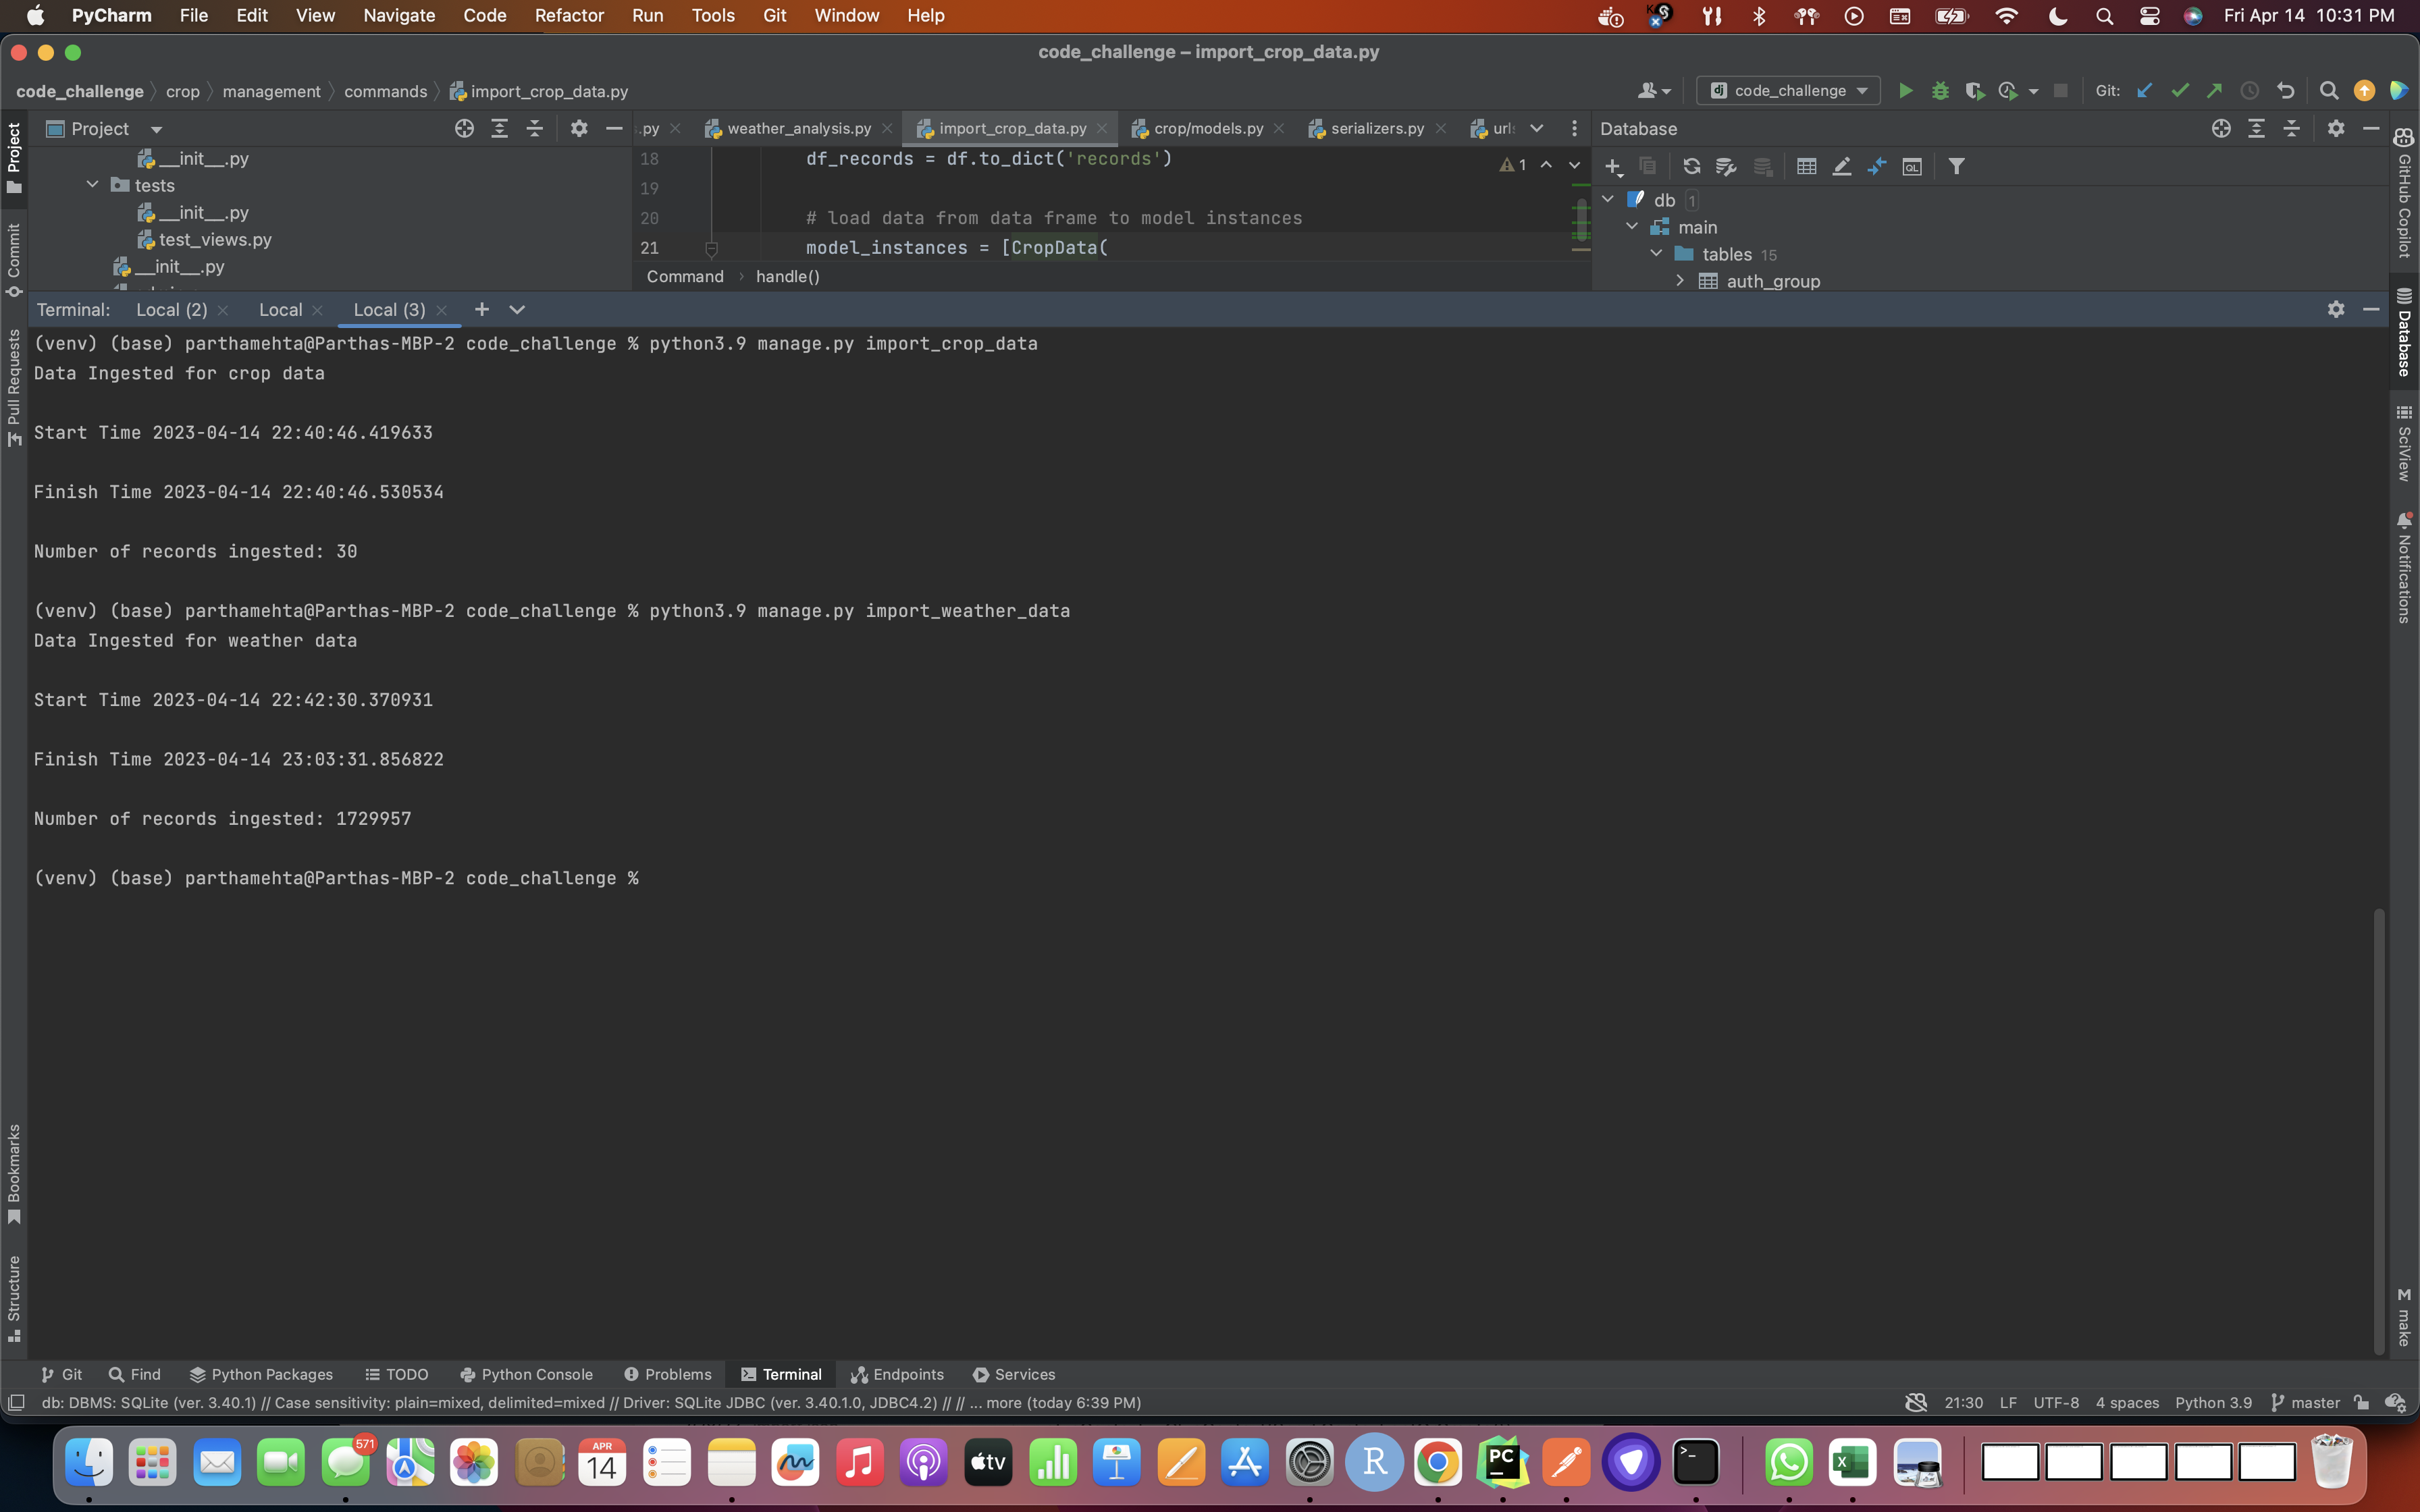 PyCharm File Edit View Navigate Code Refactor Run Tools Git Window Help Fri Apr 14 10:31 PM
code_challenge – import_crop_data.py
code_challenge crop management commands import_crop_data.py code_challenge Git:
Project .py weather_analysis.py import_crop_data.py crop/models.py serializers.py Database
__init__.py
tests
__init__.py
test_views.py
__init__.py
18 df_records = df.to_dict('records')
19
20 # load data from data frame to model instances
21 model_instances = [CropData(
1
Command handle()
db 1
main
tables 15
auth_group
Terminal: Local (2) Local Local (3)
(venv) (base) parthamehta@Parthas-MBP-2 code_challenge % python3.9 manage.py import_crop_data
Data Ingested for crop data
Start Time 2023-04-14 22:40:46.419633
Finish Time 2023-04-14 22:40:46.530534
Number of records ingested: 30
(venv) (base) parthamehta@Parthas-MBP-2 code_challenge % python3.9 manage.py import_weather_data
Data Ingested for weather data
Start Time 2023-04-14 22:42:30.370931
Finish Time 2023-04-14 23:03:31.856822
Number of records ingested: 1729957
(venv) (base) parthamehta@Parthas-MBP-2 code_challenge %
Project
Commit
Pull Requests
Bookmarks
Structure
GitHub Copilot
Database
SciView
Notifications
make
Git Find Python Packages TODO Python Console Problems Terminal Endpoints Services
db: DBMS: SQLite (ver. 3.40.1) // Case sensitivity: plain=mixed, delimited=mixed // Driver: SQLite JDBC (ver. 3.40.1.0, JDBC4.2) // // ... more (today 6:39 PM) 21:30 LF UTF-8 4 spaces Python 3.9 master
571
APR
14
tv
R
PC
X